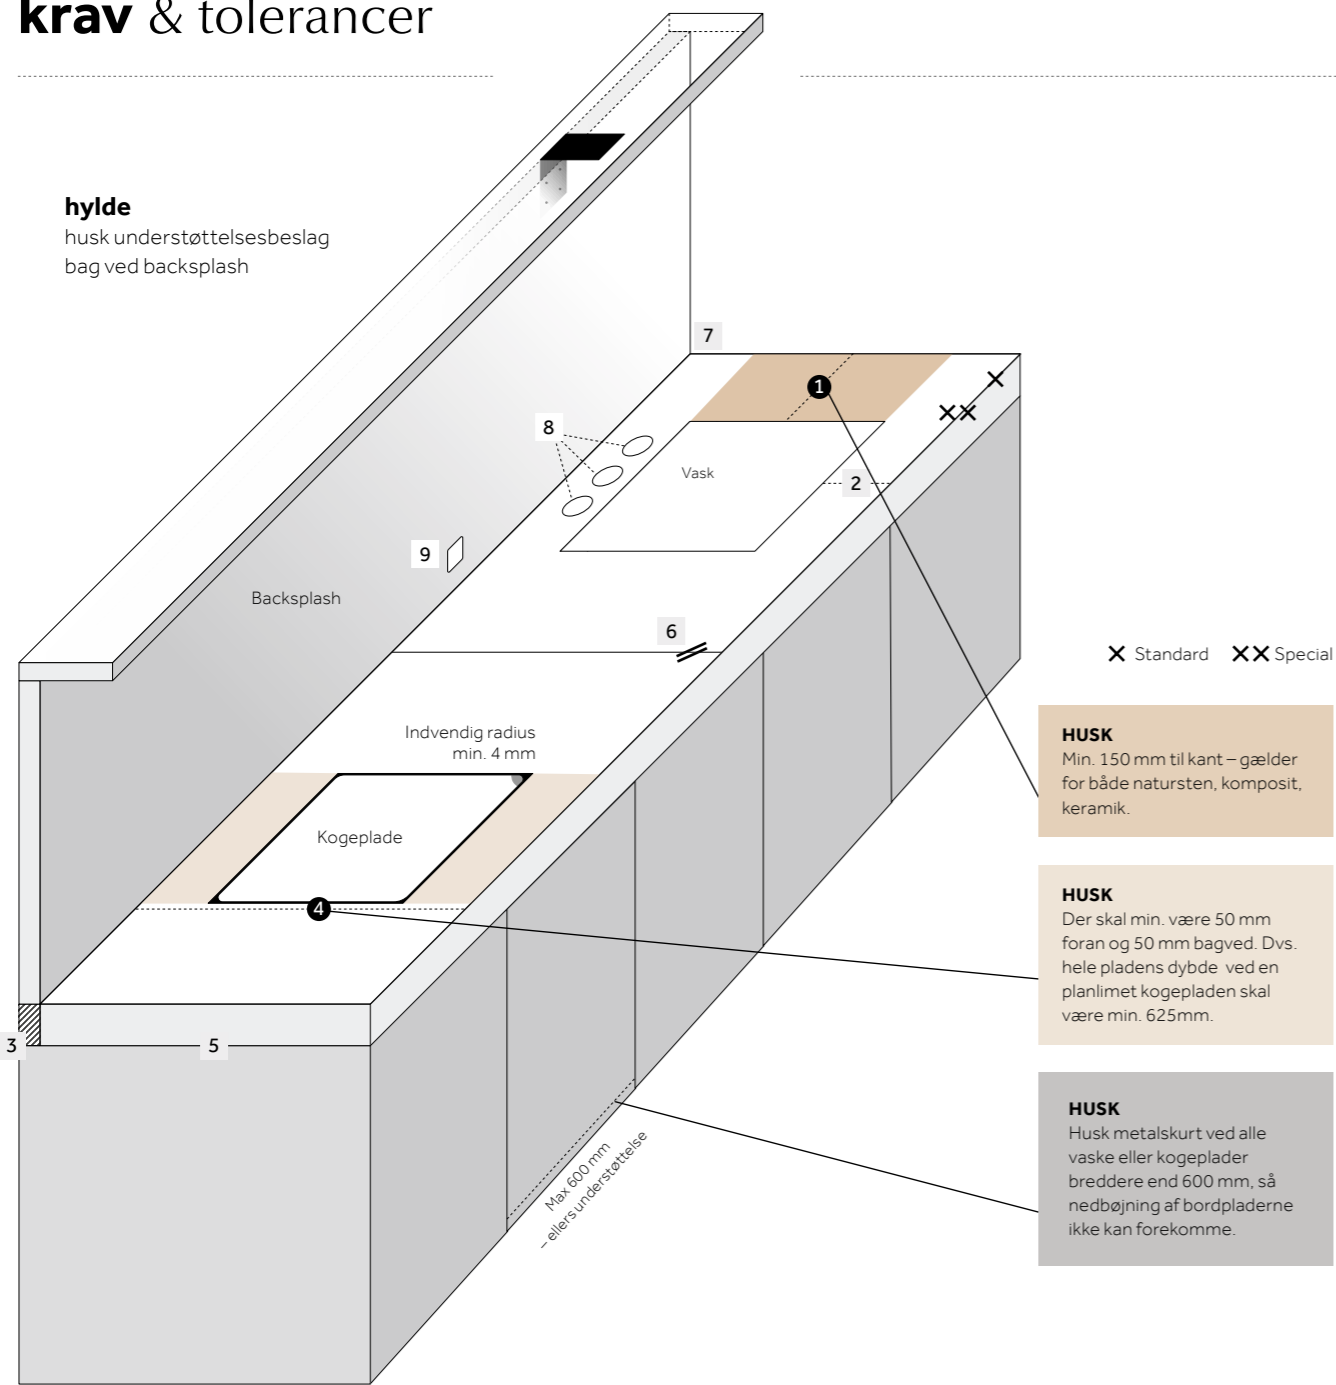 krav & tolerancer
hylde
husk understøttelsesbeslag
bag ved backsplash
7
1
8
Vask
2
9
Backsplash
6
✕ Standard ✕✕ Special
Indvendig radius
min. 4 mm
Kogeplade
4
3
5
Max 600 mm
– ellers understøttelse
HUSK
Min. 150 mm til kant – gælder
for både natursten, komposit,
keramik.
HUSK
Der skal min. være 50 mm
foran og 50 mm bagved. Dvs.
hele pladens dybde ved en
planlimet kogepladen skal
være min. 625mm.
HUSK
Husk metalskurt ved alle
vaske eller kogeplader
breddere end 600 mm, så
nedbøjning af bordpladerne
ikke kan forekomme.